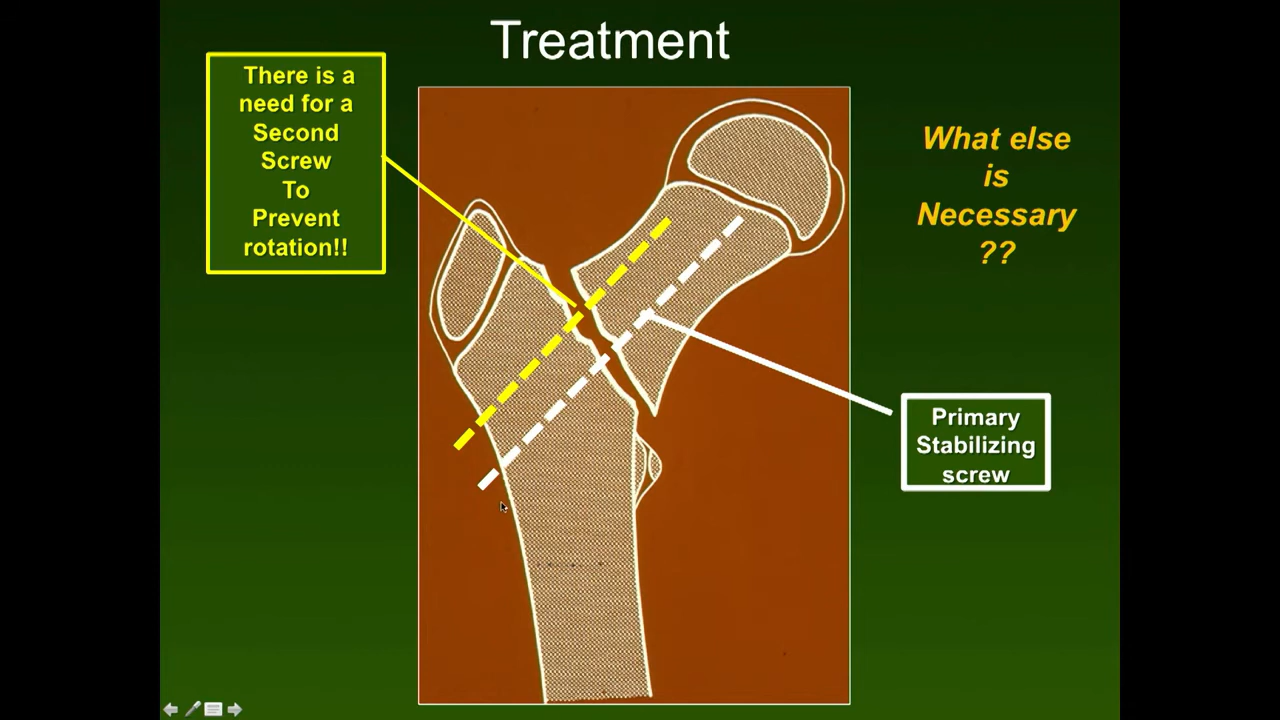 Treatment
There is a
need for a
Second
Screw
To
Prevent
rotation!!
What else
is
Necessary
??
Primary
Stabilizing
screw